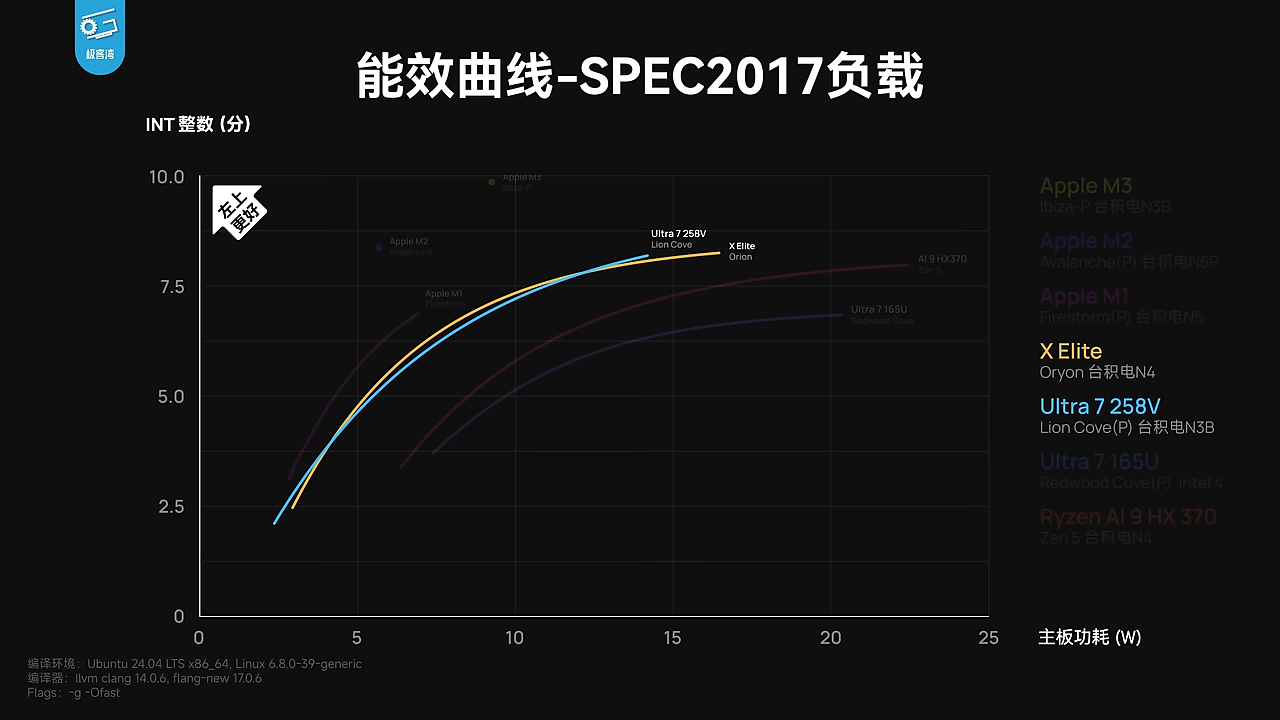 极客湾
能效曲线-SPEC2017负载
INT 整数 (分)
10.0
7.5
5.0
2.5
0
0
5
10
15
20
25
主板功耗 (W)
左上
更好
Apple M3
Ibiza-P
Apple M2
Avalanche
Apple M1
Firestorm
Ultra 7 258V
Lion Cove
X Elite
Orion
AI 9 HX370
Zen 5
Ultra 7 165U
Redwood Cove
Apple M3
Ibiza-P 台积电N3B
Apple M2
Avalanche(P) 台积电N5P
Apple M1
Firestorm(P) 台积电N5
X Elite
Oryon 台积电N4
Ultra 7 258V
Lion Cove(P) 台积电N3B
Ultra 7 165U
Redwood Cove(P) intel 4
Ryzen AI 9 HX 370
Zen 5 台积电N4
编译环境：Ubuntu 24.04 LTS x86_64, Linux 6.8.0-39-generic
编译器：llvm clang 14.0.6, flang-new 17.0.6
Flags：-g -Ofast